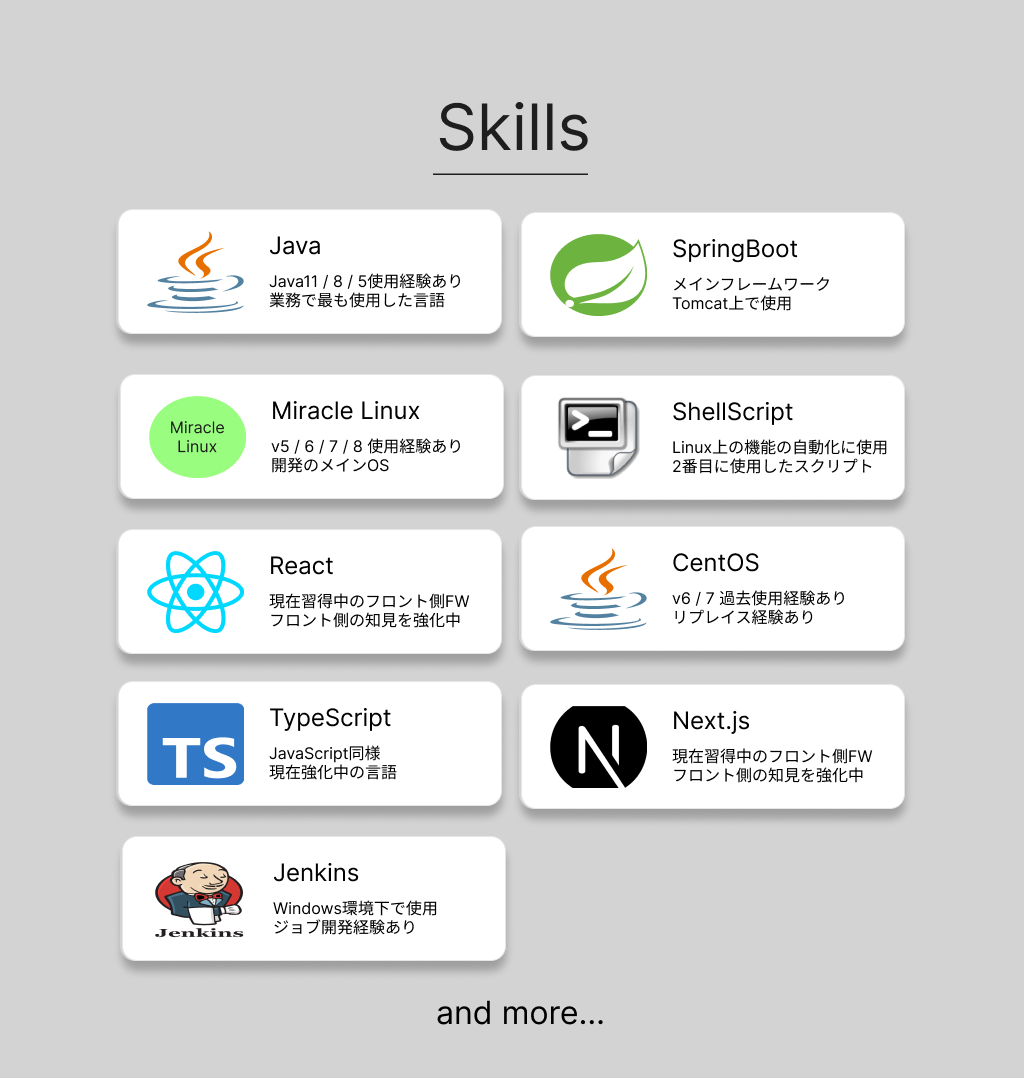 Skills
Java
Java11 / 8 / 5使用経験あり
業務で最も使用した言語
SpringBoot
メインフレームワーク
Tomcat上で使用
Miracle
Linux
Miracle Linux
v5 / 6 / 7 / 8 使用経験あり
開発のメインOS
ShellScript
Linux上の機能の自動化に使用
2番目に使用したスクリプト
React
現在習得中のフロント側FW
フロント側の知見を強化中
CentOS
v6 / 7 過去使用経験あり
リプレイス経験あり
TS
TypeScript
JavaScript同様
現在強化中の言語
N
Next.js
現在習得中のフロント側FW
フロント側の知見を強化中
Jenkins
Jenkins
Windows環境下で使用
ジョブ開発経験あり
and more...